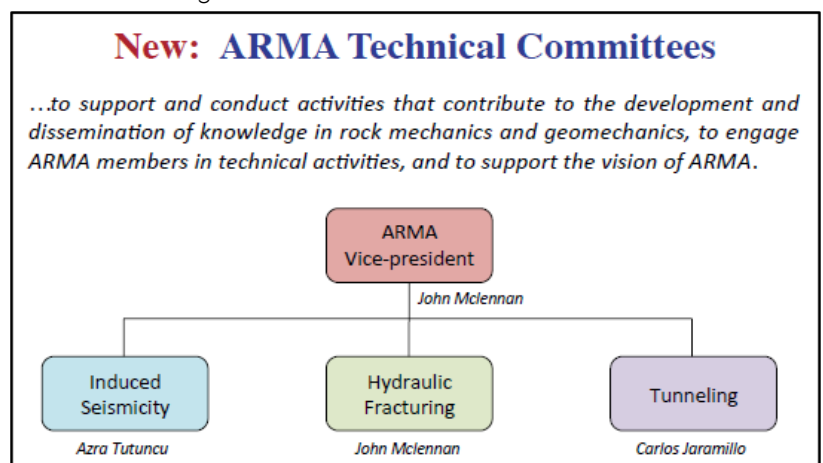 New: ARMA Technical Committees
…to support and conduct activities that contribute to the development and
dissemination of knowledge in rock mechanics and geomechanics, to engage
ARMA members in technical activities, and to support the vision of ARMA.
ARMA
Vice-president
John Mclennan
Induced
Seismicity
Azra Tutuncu
Hydraulic
Fracturing
John Mclennan
Tunneling
Carlos Jaramillo